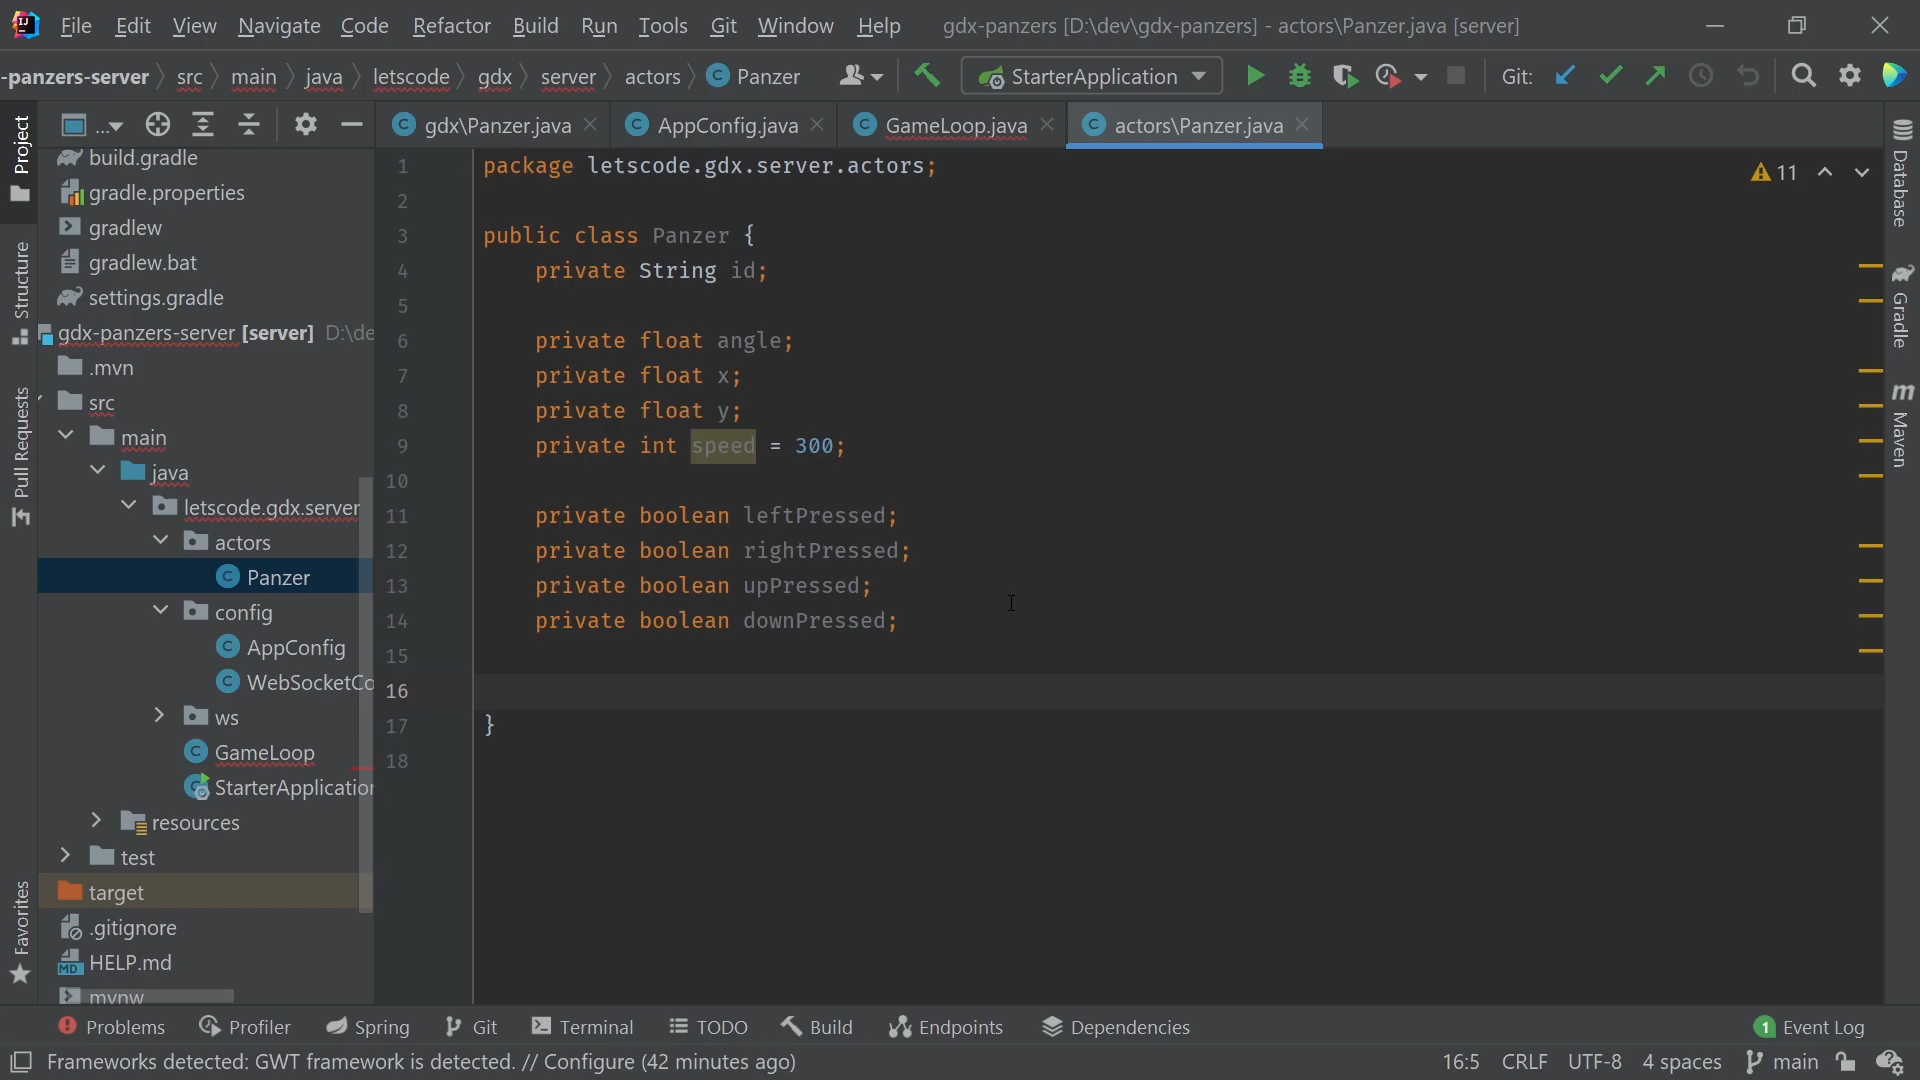 File Edit View Navigate Code Refactor Build Run Tools Git Window Help gdx-panzers [D:\dev\gdx-panzers] - actors\Panzer.java [server]
-panzers-server src main java letscode gdx server actors Panzer StarterApplication Git:
gdx\Panzer.java AppConfig.java GameLoop.java actors\Panzer.java
Project
Structure
Pull Requests
Favorites
build.gradle
gradle.properties
gradlew
gradlew.bat
settings.gradle
gdx-panzers-server [server] D:\de
.mvn
src
main
java
letscode.gdx.server
actors
Panzer
config
AppConfig
WebSocketCo
ws
GameLoop
StarterApplication
resources
test
target
.gitignore
HELP.md
mvnw
1 package letscode.gdx.server.actors;
2
3 public class Panzer {
4 private String id;
5
6 private float angle;
7 private float x;
8 private float y;
9 private int speed = 300;
10
11 private boolean leftPressed;
12 private boolean rightPressed;
13 private boolean upPressed;
14 private boolean downPressed;
15
16
17 }
18
11
Database
Gradle
Maven
Problems Profiler Spring Git Terminal TODO Build Endpoints Dependencies 1 Event Log
Frameworks detected: GWT framework is detected. // Configure (42 minutes ago) 16:5 CRLF UTF-8 4 spaces main